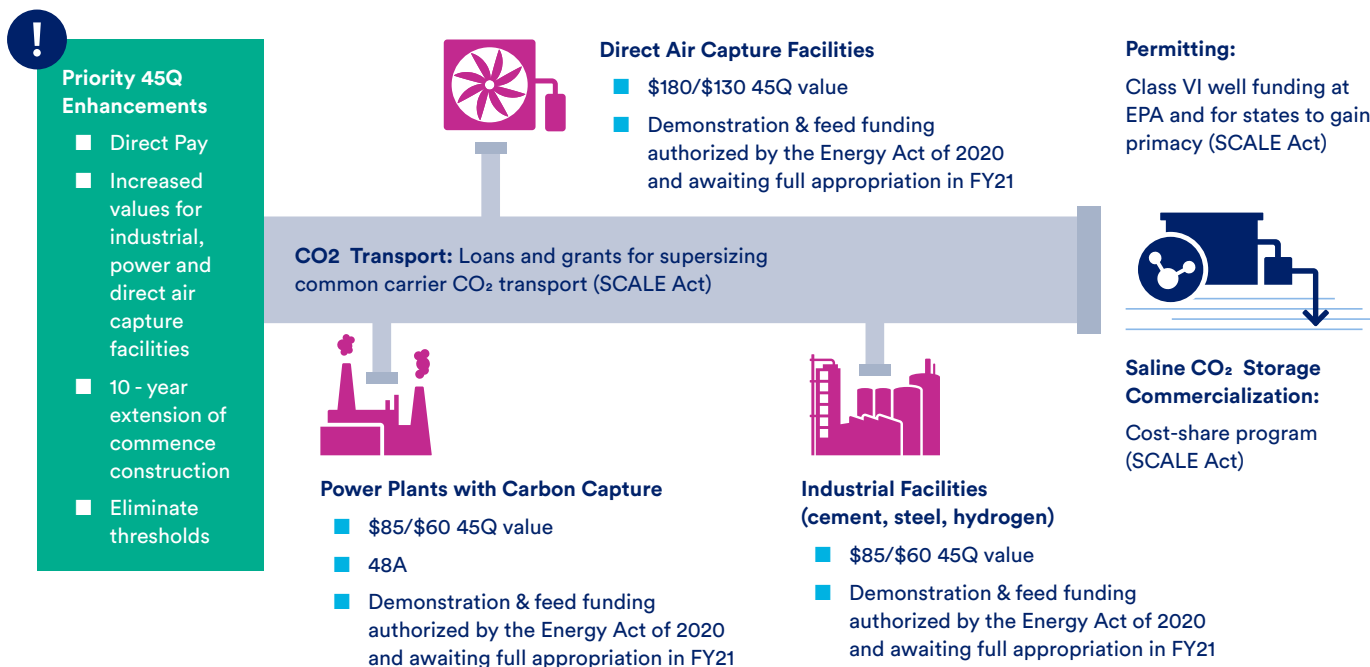 !
Priority 45Q
Enhancements
Direct Pay
Increased
values for
industrial,
power and
direct air
capture
facilities
10 - year
extension of
commence
construction
Eliminate
thresholds
Direct Air Capture Facilities
$180/$130 45Q value
Demonstration & feed funding
authorized by the Energy Act of 2020
and awaiting full appropriation in FY21
CO2 Transport: Loans and grants for supersizing
common carrier CO₂ transport (SCALE Act)
Power Plants with Carbon Capture
$85/$60 45Q value
48A
Demonstration & feed funding
authorized by the Energy Act of 2020
and awaiting full appropriation in FY21
Industrial Facilities
(cement, steel, hydrogen)
$85/$60 45Q value
Demonstration & feed funding
authorized by the Energy Act of 2020
and awaiting full appropriation in FY21
Permitting:
Class VI well funding at
EPA and for states to gain
primacy (SCALE Act)
Saline CO₂ Storage
Commercialization:
Cost-share program
(SCALE Act)